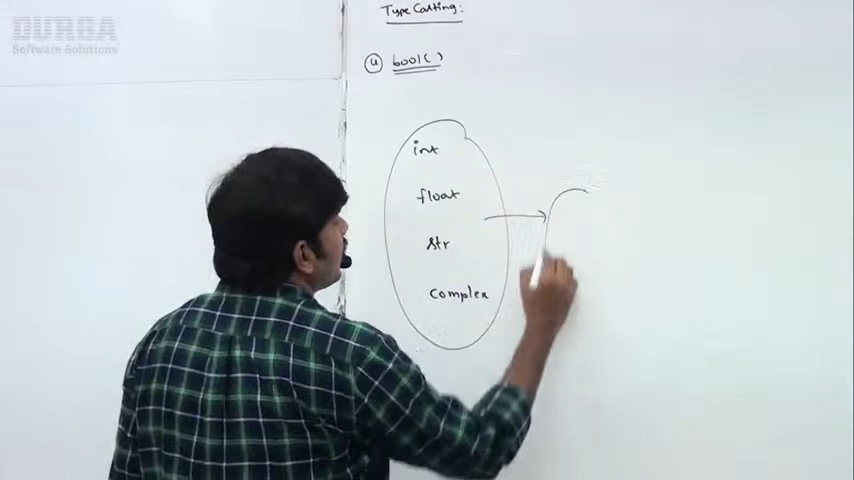 DURGA
Software Solutions
Type Casting:
④ bool( )
int
float
str
complex